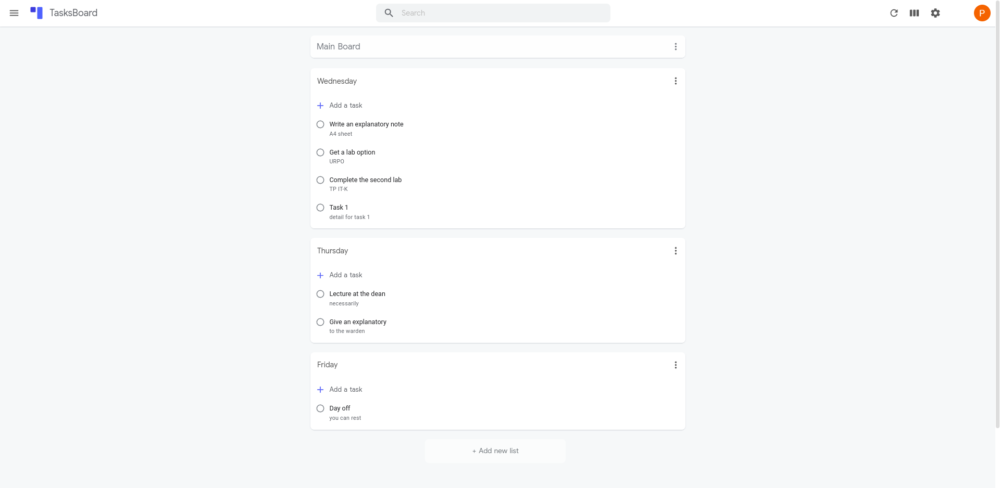 TasksBoard
Search
P
Main Board
Wednesday
Add a task
Write an explanatory note
A4 sheet
Get a lab option
URPO
Complete the second lab
TP IT-K
Task 1
detail for task 1
Thursday
Add a task
Lecture at the dean
necessarily
Give an explanatory
to the warden
Friday
Add a task
Day off
you can rest
+ Add new list